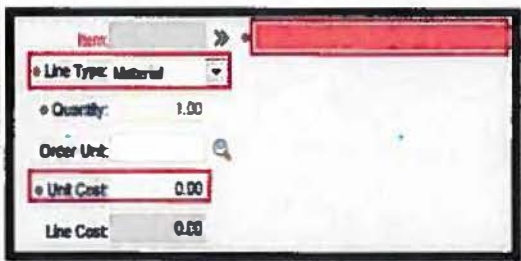 Item:
Line Type: Material
Quantity: 1.00
Order Unit:
Unit Cost: 0.00
Line Cost: 0.00